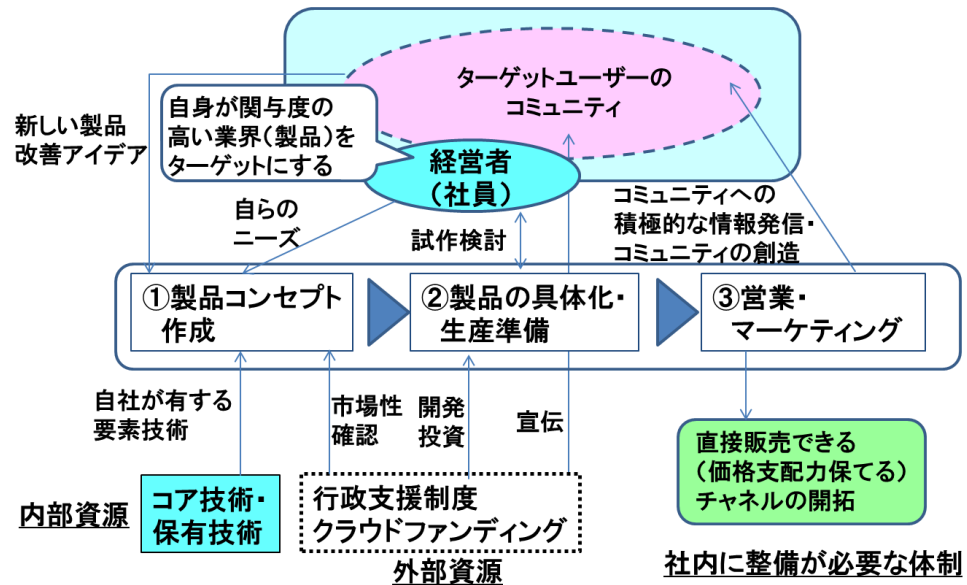 ターゲットユーザーの
コミュニティ
自身が関与度の
高い業界(製品)を
ターゲットにする
新しい製品
改善アイデア
経営者
(社員)
自らの
ニーズ
試作検討
コミュニティへの
積極的な情報発信・
コミュニティの創造
①製品コンセプト
作成
②製品の具体化・
生産準備
③営業・
マーケティング
自社が有する
要素技術
市場性
確認
開発
投資
宣伝
直接販売できる
(価格支配力保てる)
チャネルの開拓
内部資源
コア技術・
保有技術
行政支援制度
クラウドファンディング
外部資源
社内に整備が必要な体制